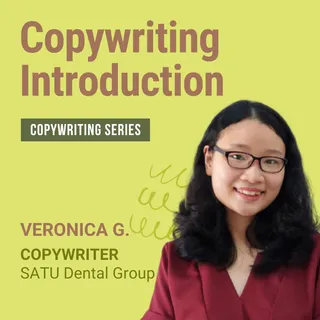 Copywriting
Introduction
COPYWRITING SERIES
VERONICA G.
COPYWRITER
SATU Dental Group